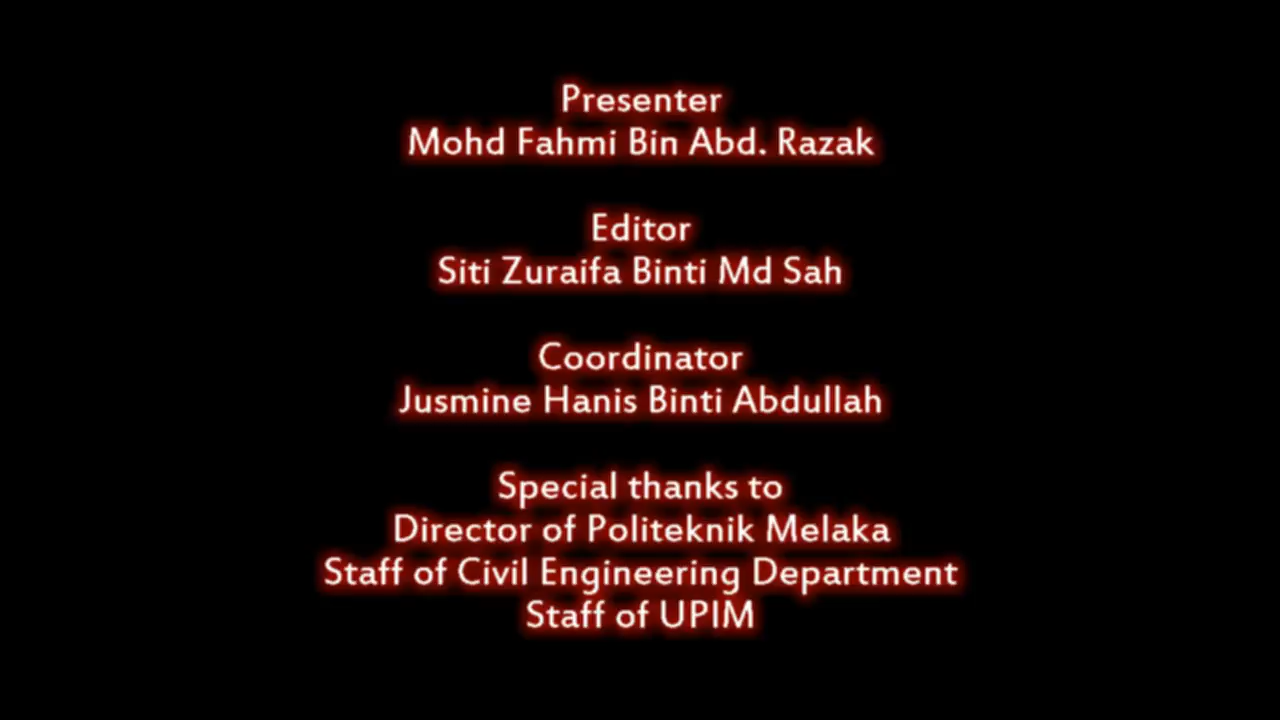 Presenter
Mohd Fahmi Bin Abd. Razak
Editor
Siti Zuraifa Binti Md Sah
Coordinator
Jusmine Hanis Binti Abdullah
Special thanks to
Director of Politeknik Melaka
Staff of Civil Engineering Department
Staff of UPIM